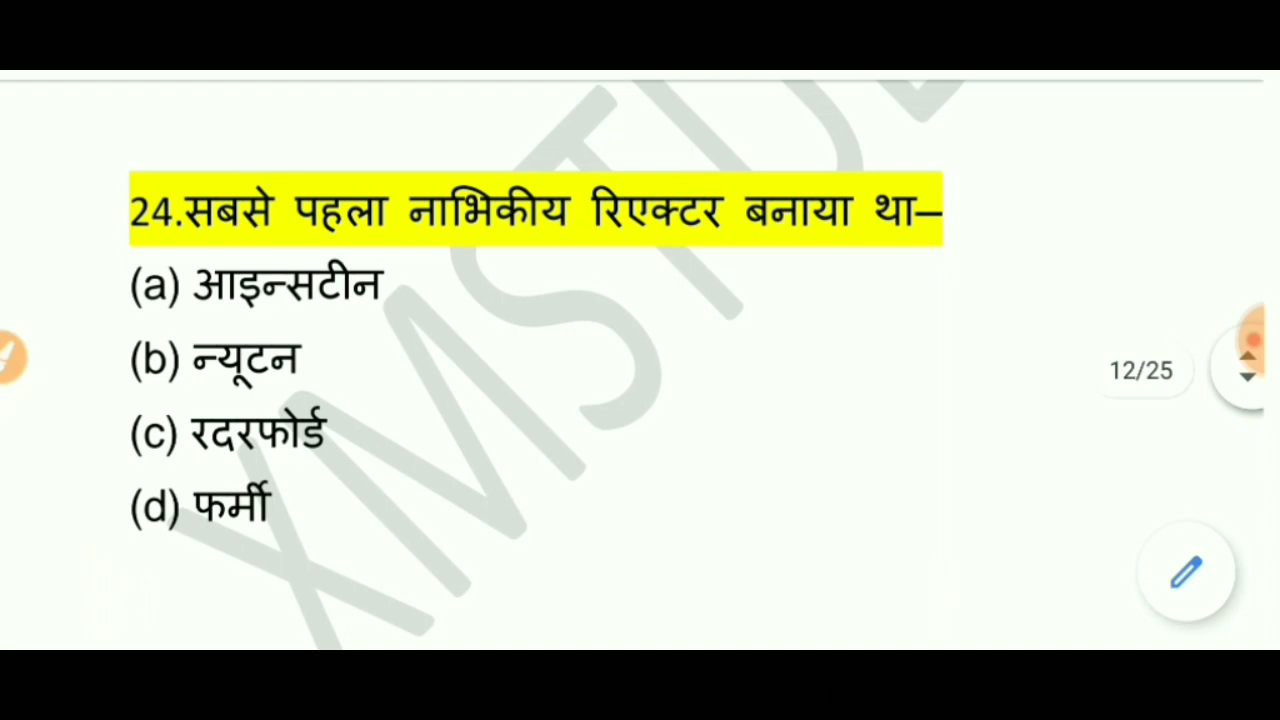 24.सबसे पहला नाभिकीय रिएक्टर बनाया था–
(a) आइन्सटीन
(b) न्यूटन
(c) रदरफोर्ड
(d) फर्मी
12/25